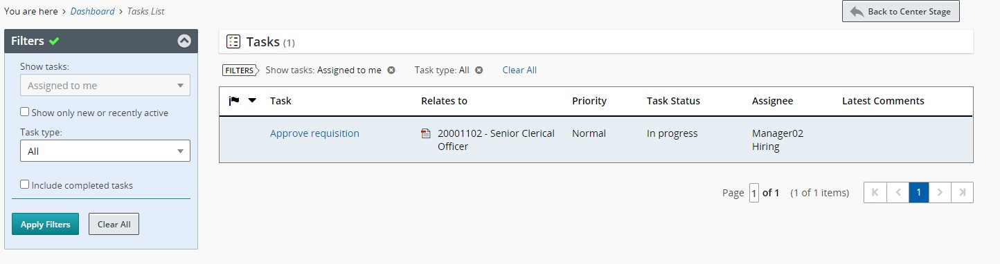 You are here > Dashboard > Tasks List
Back to Center Stage
Filters
Show tasks:
Assigned to me
Show only new or recently active
Task type:
All
Include completed tasks
Apply Filters
Clear All
Tasks (1)
FILTERS
Show tasks: Assigned to me
Task type: All
Clear All
Task
Relates to
Priority
Task Status
Assignee
Latest Comments
Approve requisition
20001102 - Senior Clerical
Officer
Normal
In progress
Manager02
Hiring
Page 1 of 1 (1 of 1 items)
1